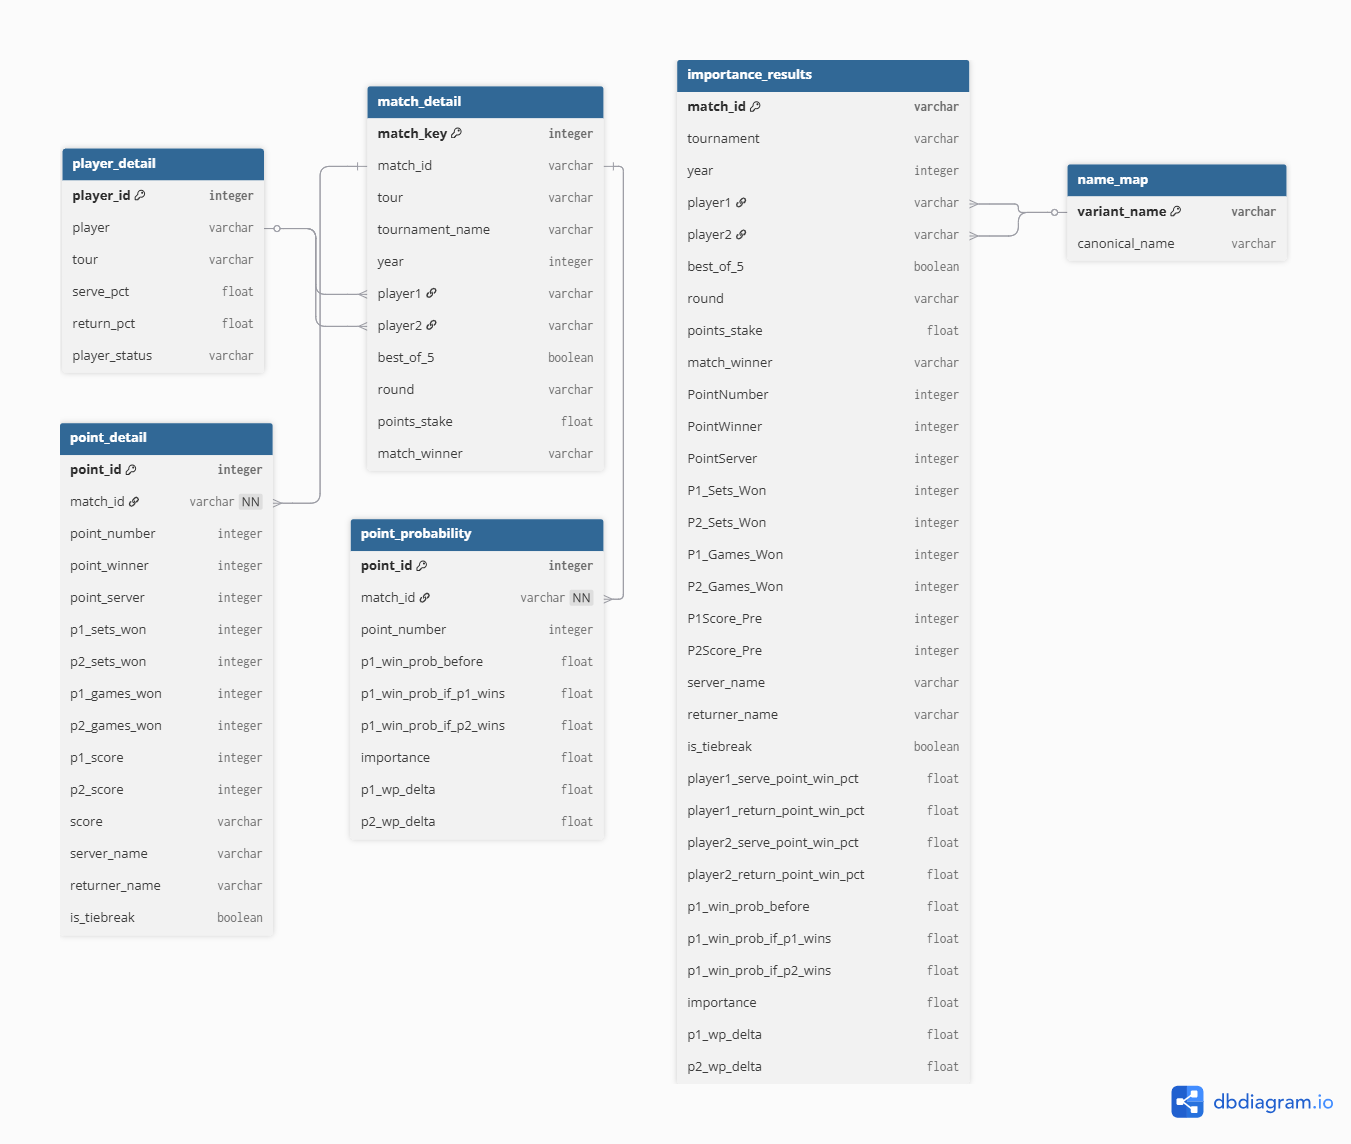 player_detail
player_id integer
player varchar
tour varchar
serve_pct float
return_pct float
player_status varchar
point_detail
point_id integer
match_id varchar NN
point_number integer
point_winner integer
point_server integer
p1_sets_won integer
p2_sets_won integer
p1_games_won integer
p2_games_won integer
p1_score integer
p2_score integer
score varchar
server_name varchar
returner_name varchar
is_tiebreak boolean
match_detail
match_key integer
match_id varchar
tour varchar
tournament_name varchar
year integer
player1 varchar
player2 varchar
best_of_5 boolean
round varchar
points_stake float
match_winner varchar
point_probability
point_id integer
match_id varchar NN
point_number integer
p1_win_prob_before float
p1_win_prob_if_p1_wins float
p1_win_prob_if_p2_wins float
importance float
p1_wp_delta float
p2_wp_delta float
importance_results
match_id varchar
tournament varchar
year integer
player1 varchar
player2 varchar
best_of_5 boolean
round varchar
points_stake float
match_winner varchar
PointNumber integer
PointWinner integer
PointServer integer
P1_Sets_Won integer
P2_Sets_Won integer
P1_Games_Won integer
P2_Games_Won integer
P1Score_Pre integer
P2Score_Pre integer
server_name varchar
returner_name varchar
is_tiebreak boolean
player1_serve_point_win_pct float
player1_return_point_win_pct float
player2_serve_point_win_pct float
player2_return_point_win_pct float
p1_win_prob_before float
p1_win_prob_if_p1_wins float
p1_win_prob_if_p2_wins float
importance float
p1_wp_delta float
p2_wp_delta float
name_map
variant_name varchar
canonical_name varchar
dbdiagram.io